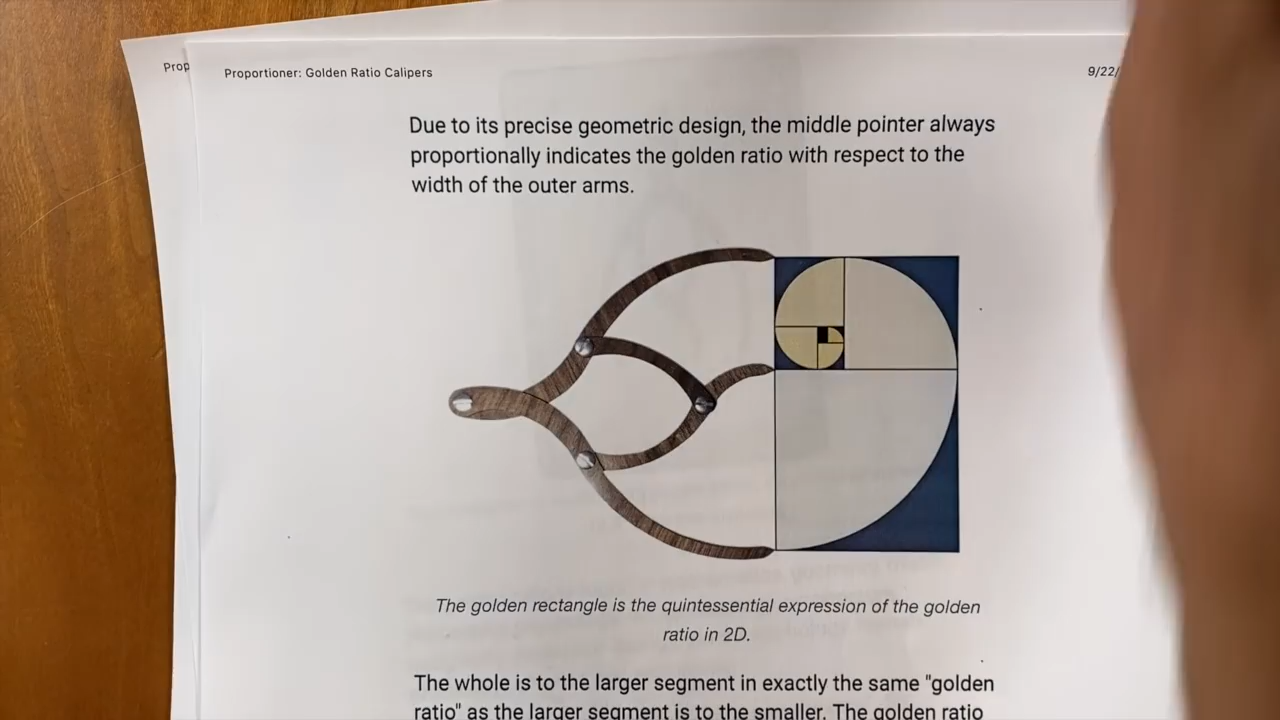 Prop
Proportioner: Golden Ratio Calipers
9/22/
Due to its precise geometric design, the middle pointer always
proportionally indicates the golden ratio with respect to the
width of the outer arms.
The golden rectangle is the quintessential expression of the golden
ratio in 2D.
The whole is to the larger segment in exactly the same "golden
ratio" as the larger segment is to the smaller. The golden ratio